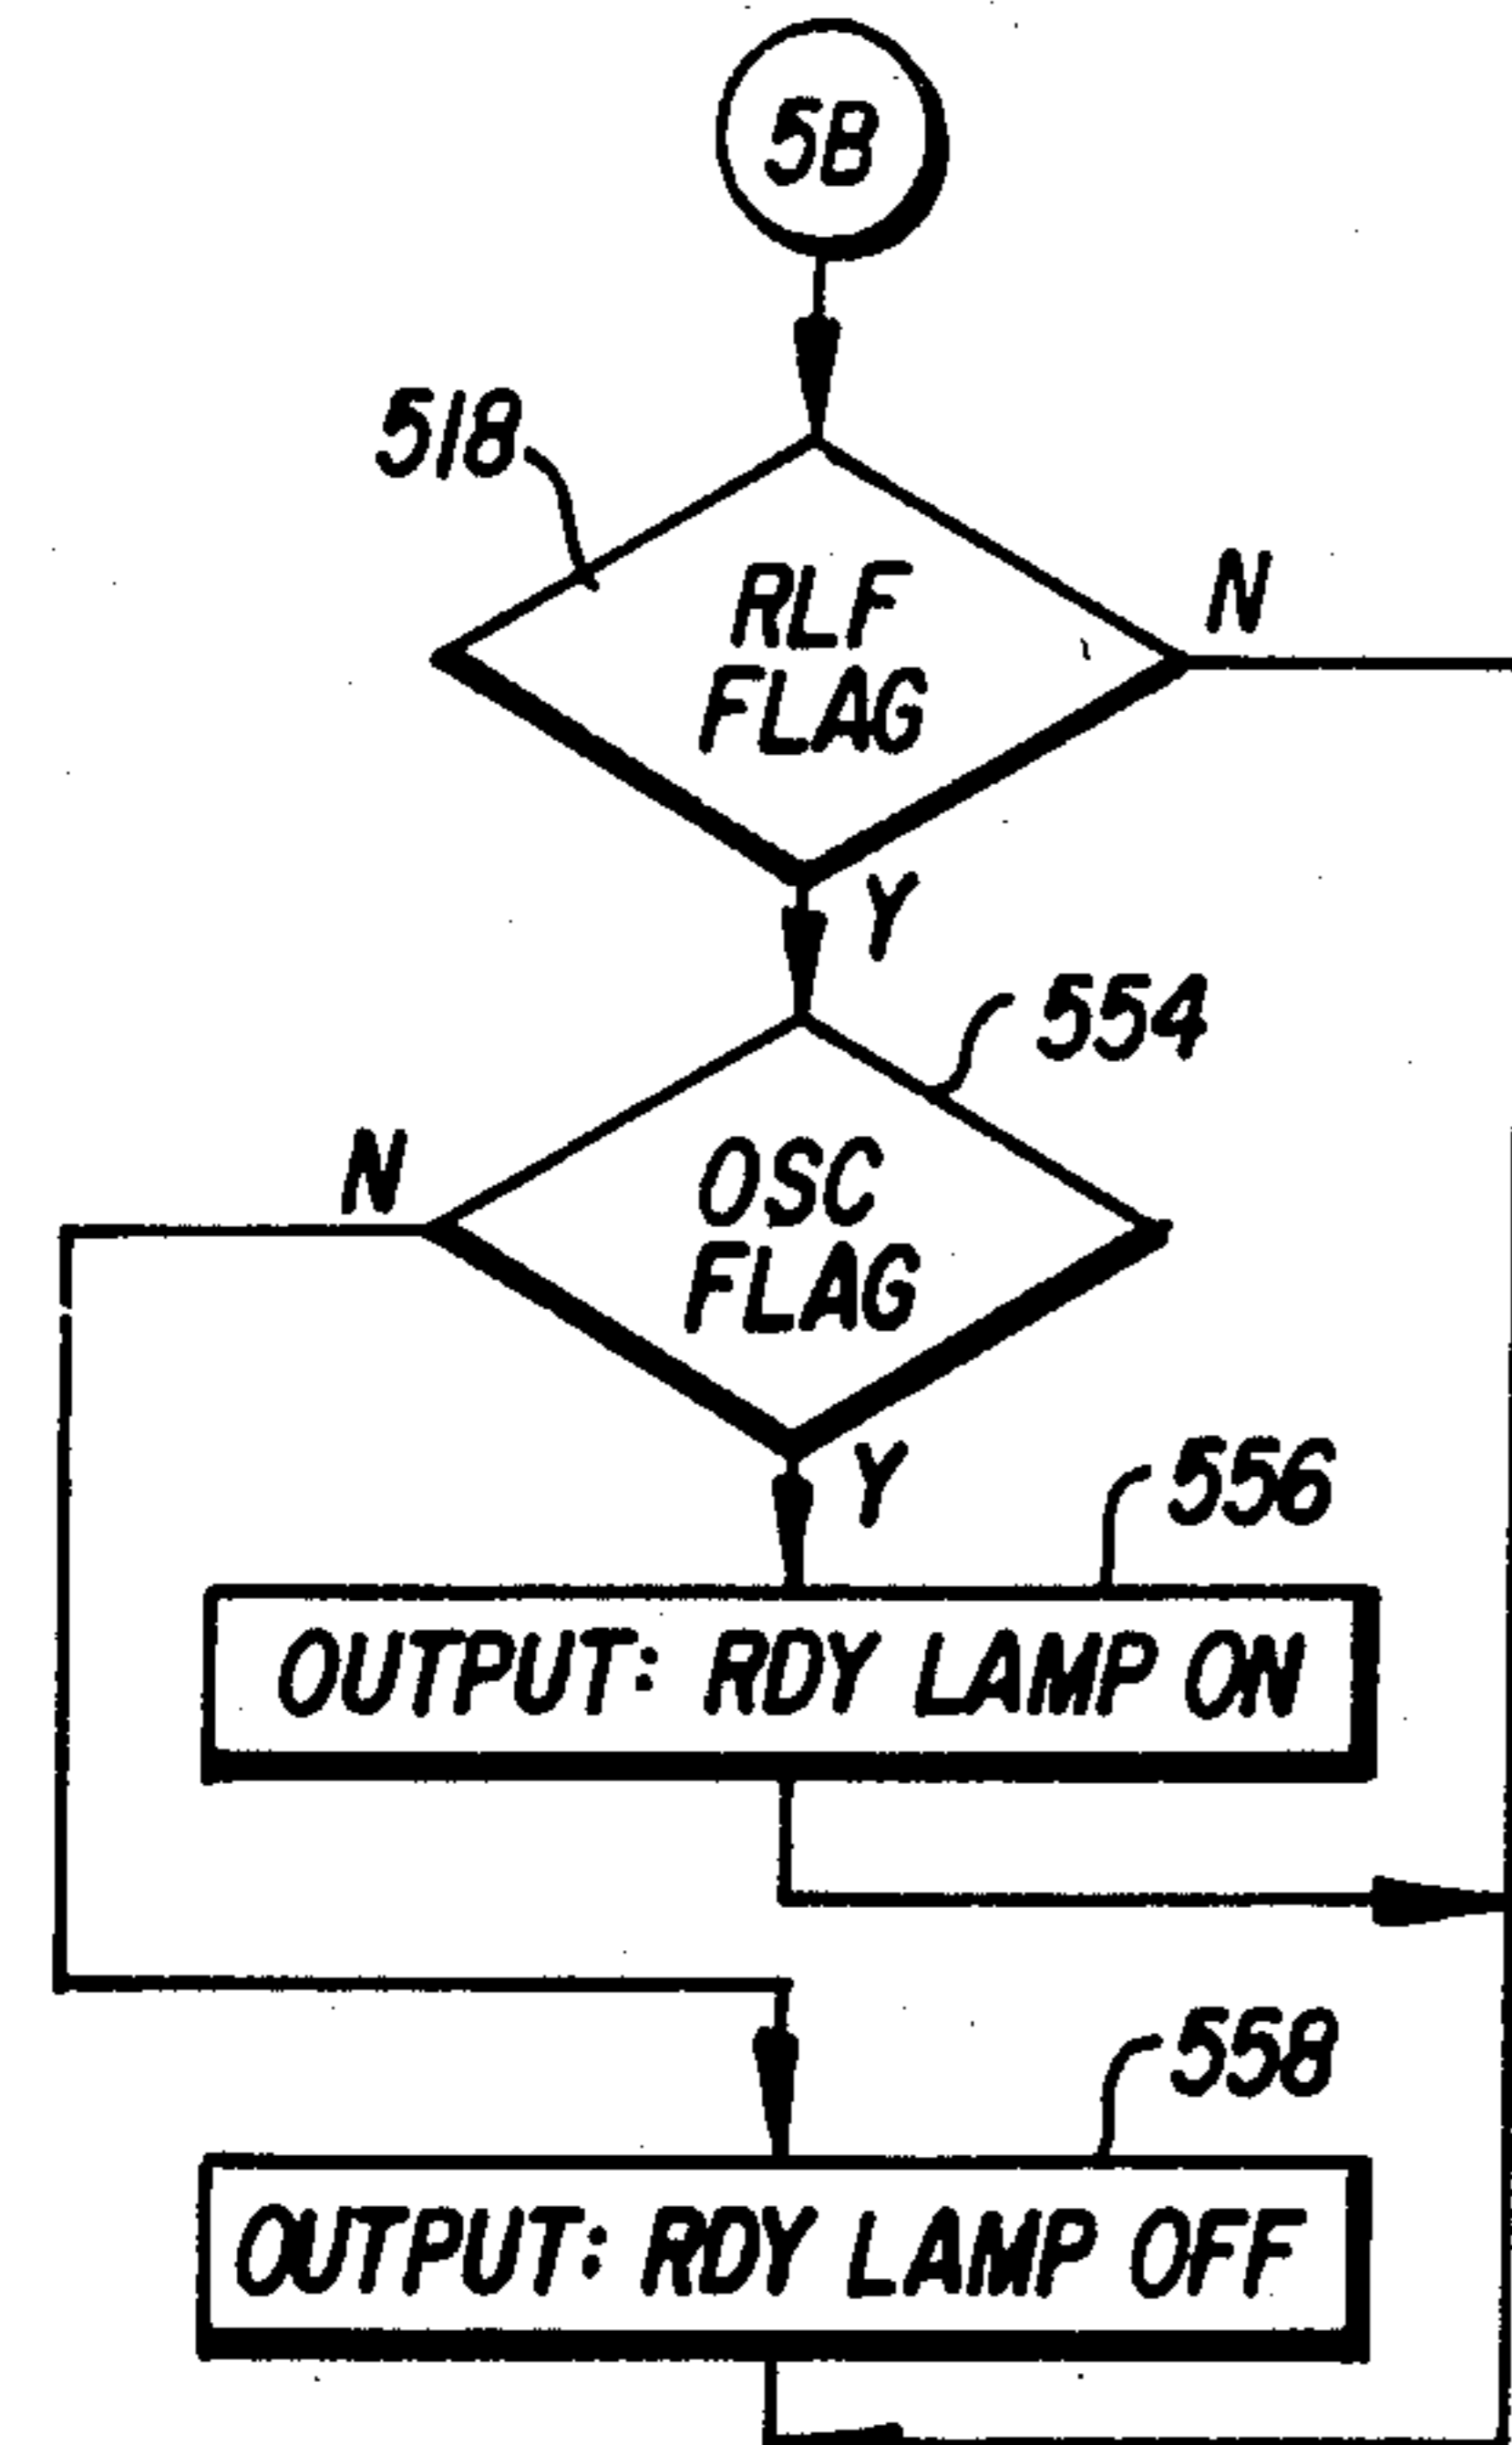 5B
518
RLF
FLAG
N
Y
554
OSC
FLAG
N
Y
556
OUTPUT: RDY LAMP ON
558
OUTPUT: RDY LAMP OFF